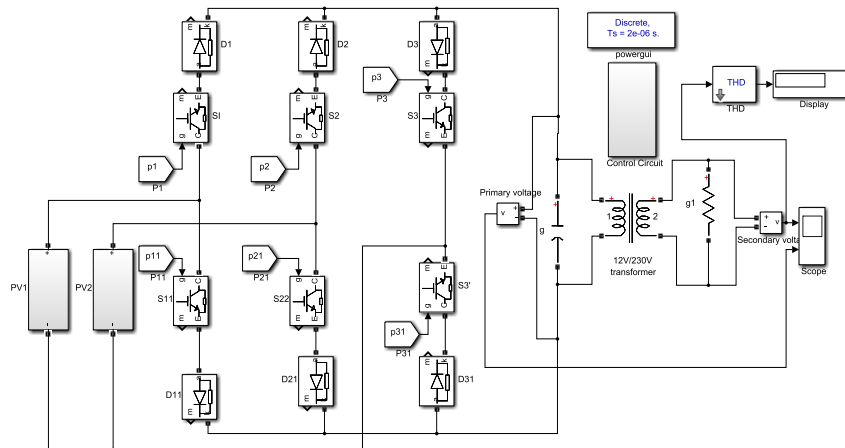 Discrete,
Ts = 2e-06 s.
powergui
D1
D2
D3
THD
THD
Display
p3
P3
SI
S2
S3
Control Circuit
p1
P1
p2
P2
Primary voltage
v
g
1
2
g1
v
Secondary volta
Scope
12V/230V
transformer
PV1
PV2
p11
P11
p21
P21
S11
S22
S3'
p31
P31
D11
D21
D31